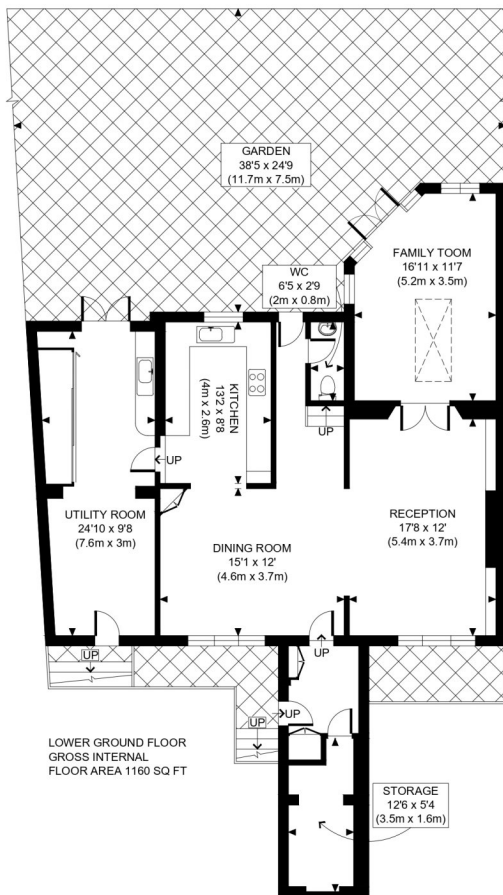 GARDEN
38'5 x 24'9
(11.7m x 7.5m)
FAMILY TOOM
16'11 x 11'7
(5.2m x 3.5m)
WC
6'5 x 2'9
(2m x 0.8m)
KITCHEN
13'2 x 8'8
(4m x 2.6m)
UP
UP
UTILITY ROOM
24'10 x 9'8
(7.6m x 3m)
DINING ROOM
15'1 x 12'
(4.6m x 3.7m)
RECEPTION
17'8 x 12'
(5.4m x 3.7m)
UP
UP
UP
UP
LOWER GROUND FLOOR
GROSS INTERNAL
FLOOR AREA 1160 SQ FT
STORAGE
12'6 x 5'4
(3.5m x 1.6m)